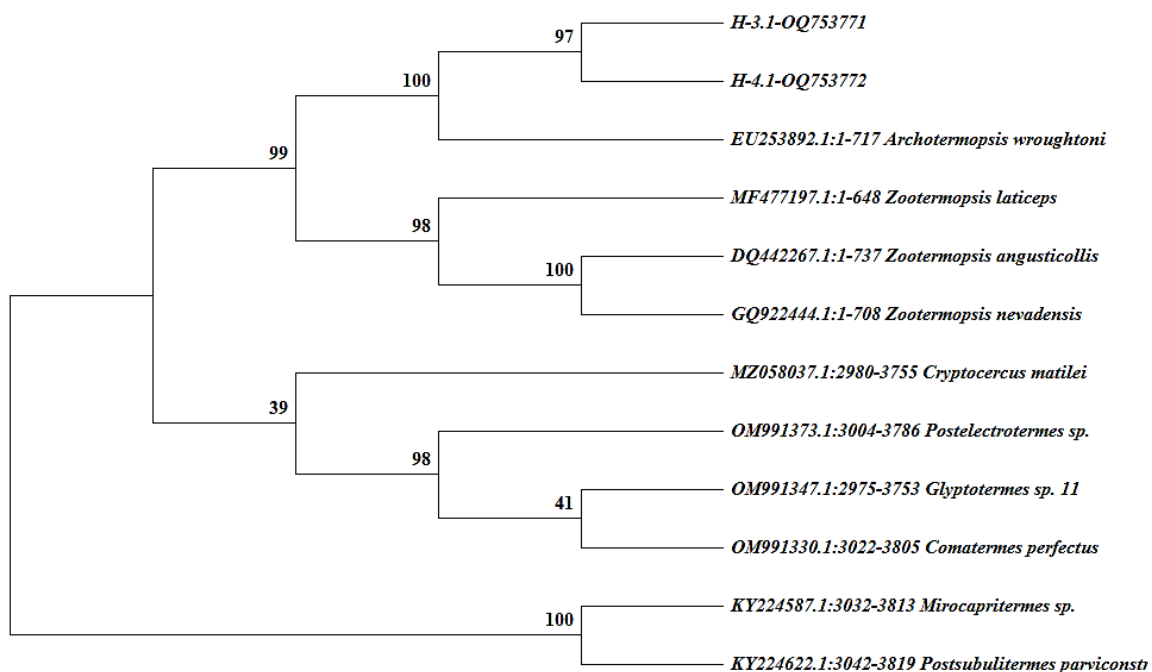 H-3.1-OQ753771
97
H-4.1-OQ753772
100
EU253892.1:1-717 Archotermopsis wroughtoni
99
MF477197.1:1-648 Zootermopsis laticeps
98
DQ442267.1:1-737 Zootermopsis angusticollis
100
GQ922444.1:1-708 Zootermopsis nevadensis
MZ058037.1:2980-3755 Cryptocercus matilei
39
OM991373.1:3004-3786 Postelectrotermes sp.
98
OM991347.1:2975-3753 Glyptotermes sp. 11
41
OM991330.1:3022-3805 Comatermes perfectus
KY224587.1:3032-3813 Mirocapritermes sp.
100
KY224622.1:3042-3819 Postsubulitermes parviconstr